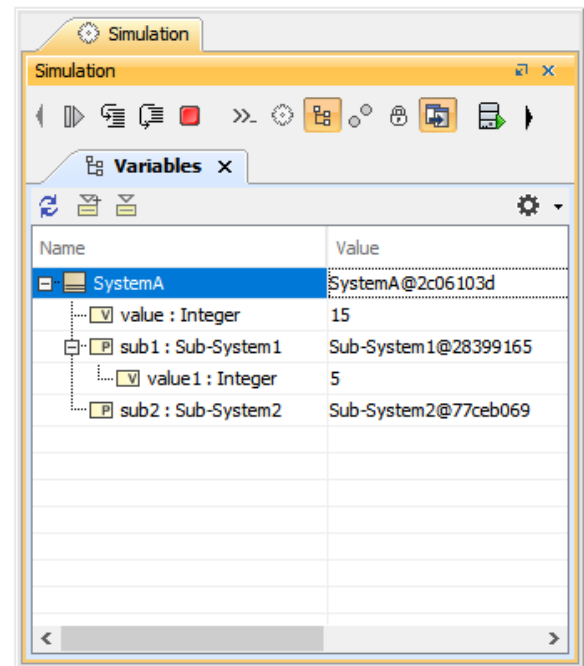 Simulation
Simulation
Variables
Name Value
SystemA SystemA@2c06103d
V value : Integer 15
P sub1 : Sub-System1 Sub-System1@28399165
V value1 : Integer 5
P sub2 : Sub-System2 Sub-System2@77ceb069